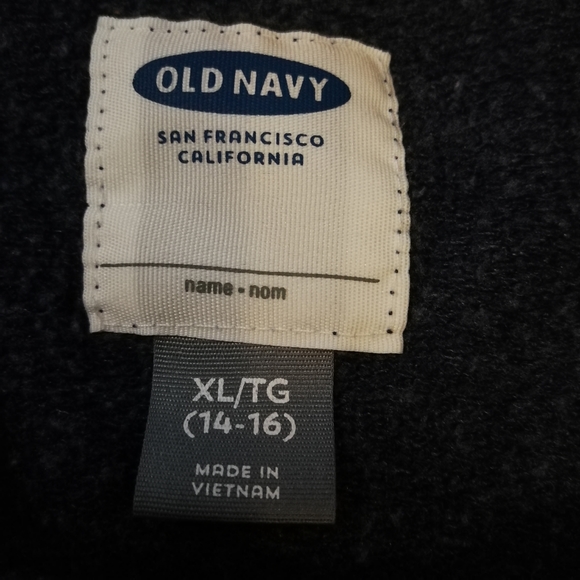 OLD NAVY
SAN FRANCISCO
CALIFORNIA
name • nom
XL/TG
(14-16)
MADE IN
VIETNAM